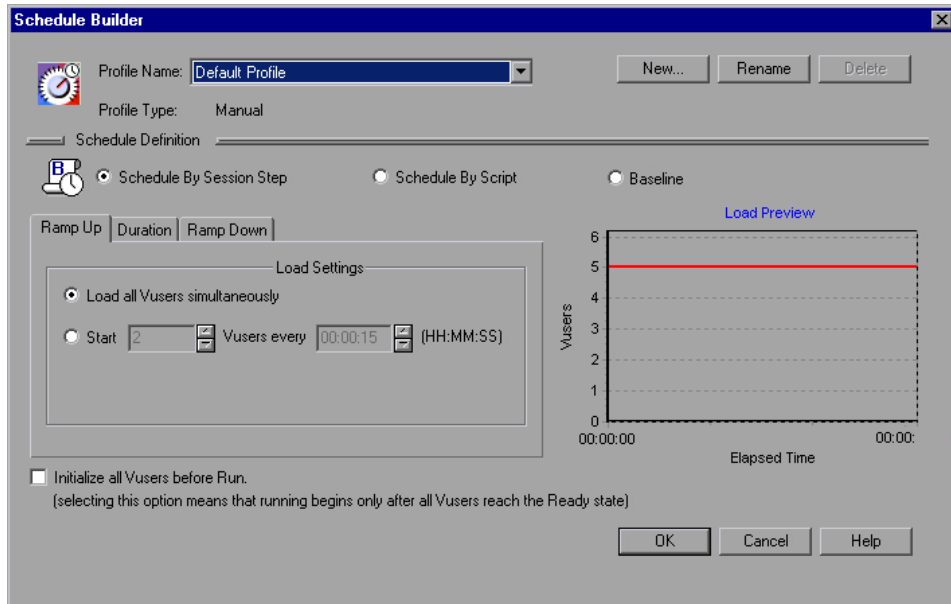 Schedule Builder
Profile Name: Default Profile
New...
Rename
Delete
Profile Type: Manual
Schedule Definition
B
Schedule By Session Step
Schedule By Script
Baseline
Ramp Up
Duration
Ramp Down
Load Settings
Load all Vusers simultaneously
Start 2 Vusers every 00:00:15 (HH:MM:SS)
Load Preview
Vusers
6
5
4
3
2
1
0
00:00:00
00:00:
Elapsed Time
Initialize all Vusers before Run.
(selecting this option means that running begins only after all Vusers reach the Ready state)
OK
Cancel
Help